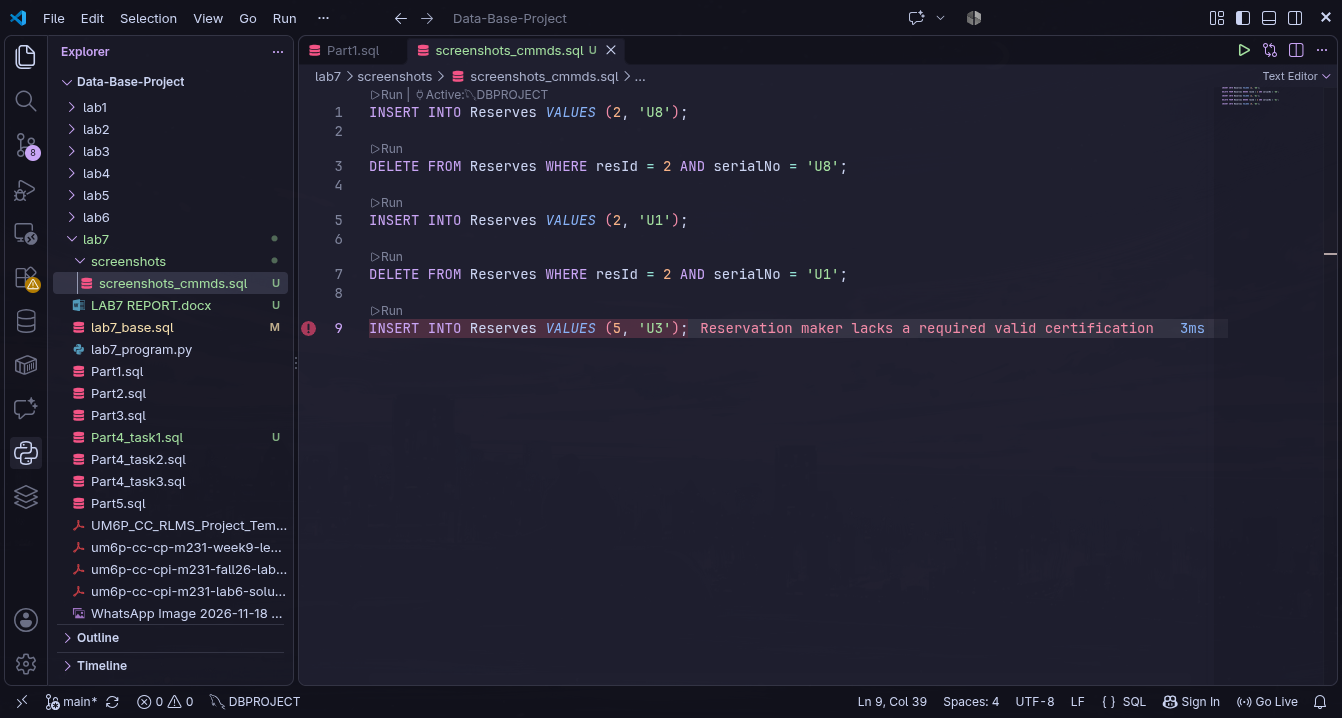 File Edit Selection View Go Run ··· Data-Base-Project
Explorer ···
Data-Base-Project
lab1
lab2
lab3
lab4
lab5
lab6
lab7
screenshots
screenshots_cmmds.sql U
LAB7 REPORT.docx U
lab7_base.sql M
lab7_program.py
Part1.sql
Part2.sql
Part3.sql
Part4_task1.sql U
Part4_task2.sql
Part4_task3.sql
Part5.sql
UM6P_CC_RLMS_Project_Tem...
um6p-cc-cp-m231-week9-le...
um6p-cc-cpi-m231-fall26-lab...
um6p-cc-cpi-m231-lab6-solu...
WhatsApp Image 2026-11-18 ...
Outline
Timeline
8
Part1.sql screenshots_cmmds.sql U
lab7 > screenshots > screenshots_cmmds.sql > ...
Text Editor
Run | Active: DBPROJECT
1 INSERT INTO Reserves VALUES (2, 'U8');
2
Run
3 DELETE FROM Reserves WHERE resId = 2 AND serialNo = 'U8';
4
Run
5 INSERT INTO Reserves VALUES (2, 'U1');
6
Run
7 DELETE FROM Reserves WHERE resId = 2 AND serialNo = 'U1';
8
Run
9 INSERT INTO Reserves VALUES (5, 'U3'); Reservation maker lacks a required valid certification 3ms
main* 0 0 DBPROJECT Ln 9, Col 39 Spaces: 4 UTF-8 LF { } SQL Sign In Go Live